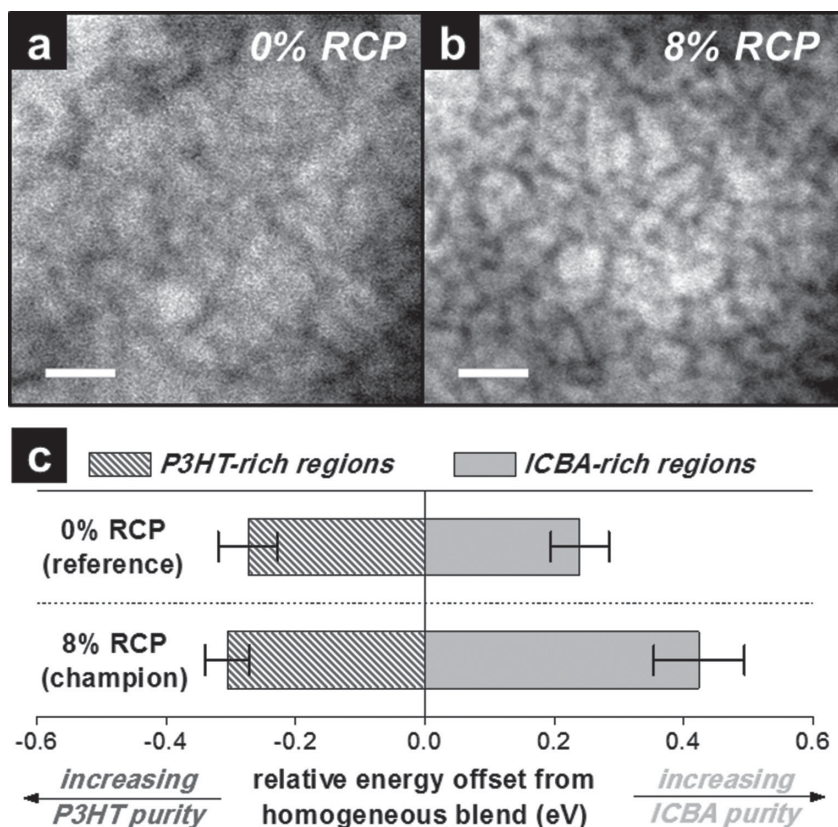 a
0% RCP
b
8% RCP
c
P3HT-rich regions
ICBA-rich regions
0% RCP
(reference)
8% RCP
(champion)
-0.6 -0.4 -0.2 0.0 0.2 0.4 0.6
increasing
P3HT purity
relative energy offset from
homogeneous blend (eV)
increasing
ICBA purity